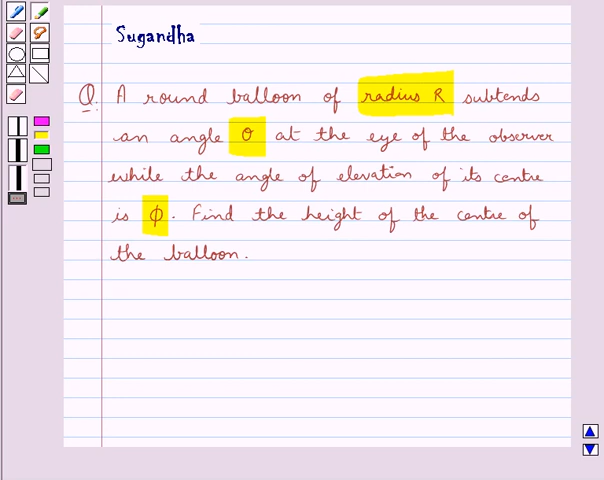 Sugandha
Q. A round balloon of radius R subtends
an angle θ at the eye of the observer
while the angle of elevation of its centre
is φ. Find the height of the centre of
the balloon.